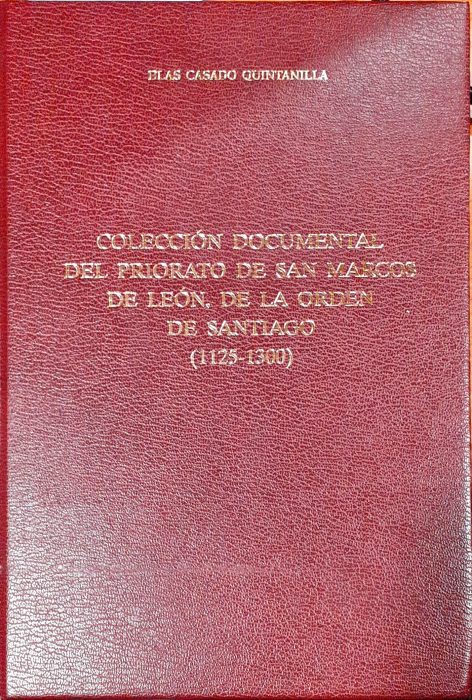 BLAS CASADO QUINTANILLA
COLECCIÓN DOCUMENTAL
DEL PRIORATO DE SAN MARCOS
DE LEÓN, DE LA ORDEN
DE SANTIAGO
(1125-1300)